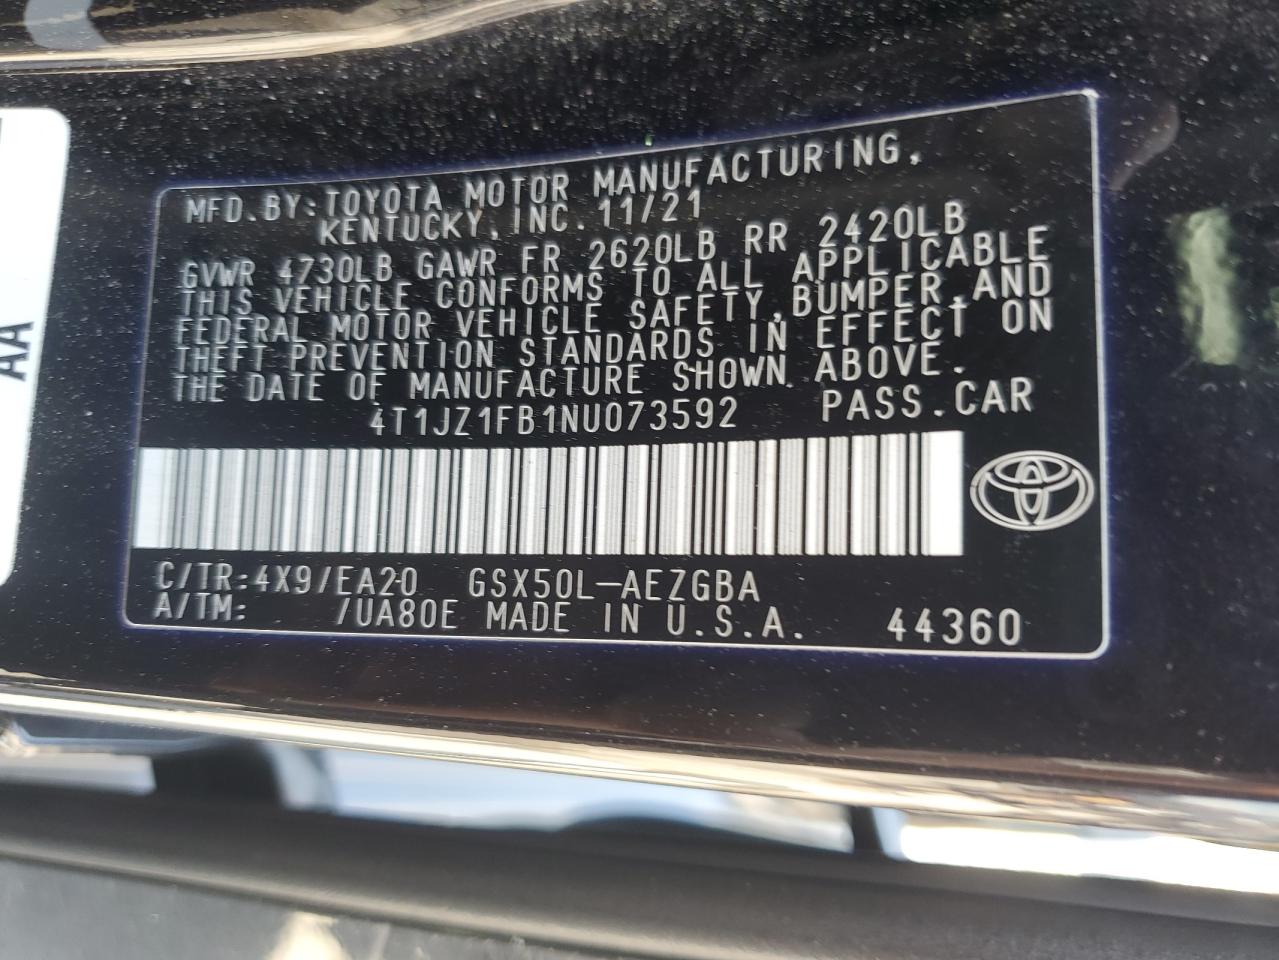 AA
MFD.BY:TOYOTA MOTOR MANUFACTURING,
KENTUCKY,INC. 11/21
GVWR 4730LB GAWR FR 2620LB RR 2420LB
THIS VEHICLE CONFORMS TO ALL APPLICABLE
FEDERAL MOTOR VEHICLE SAFETY,BUMPER,AND
THEFT PREVENTION STANDARDS IN EFFECT ON
THE DATE OF MANUFACTURE SHOWN ABOVE.
4T1JZ1FB1NU073592 PASS.CAR
C/TR:4X9/EA20 GSX50L-AEZGBA
A/TM: /UA80E MADE IN U.S.A. 44360